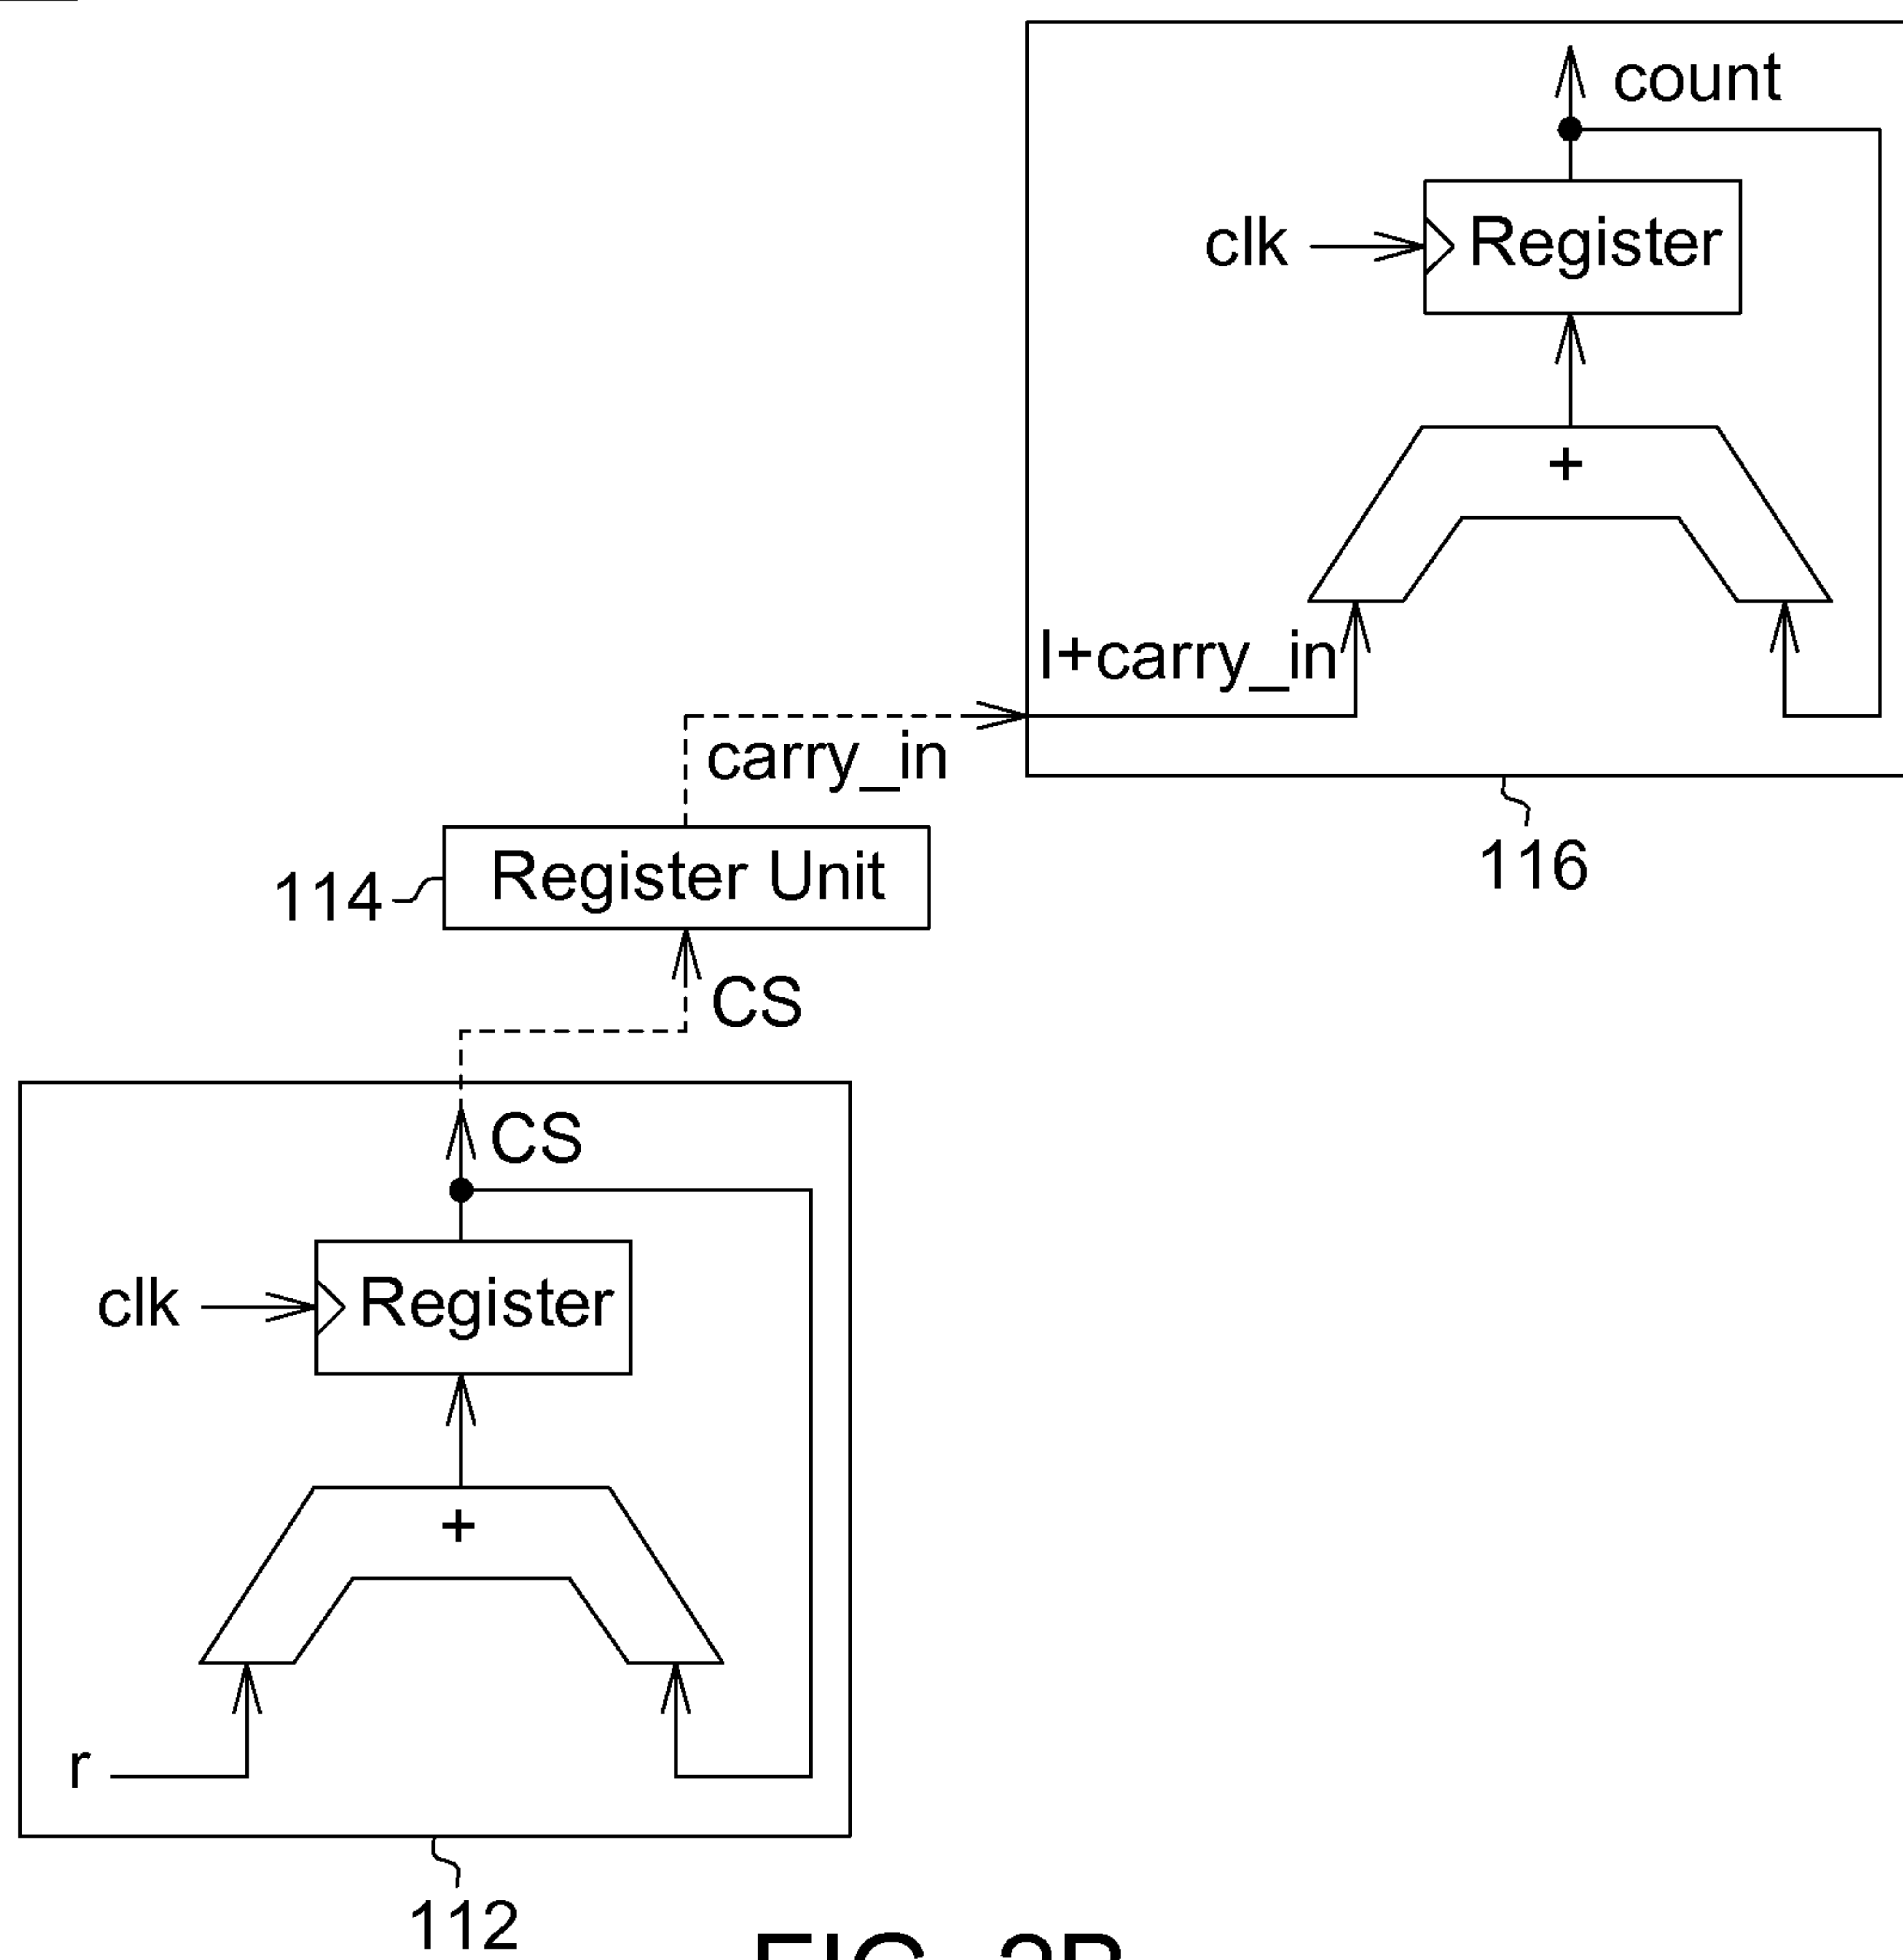 count
clk
Register
+
I+carry_in
carry_in
116
114
Register Unit
CS
CS
clk
Register
+
r
112